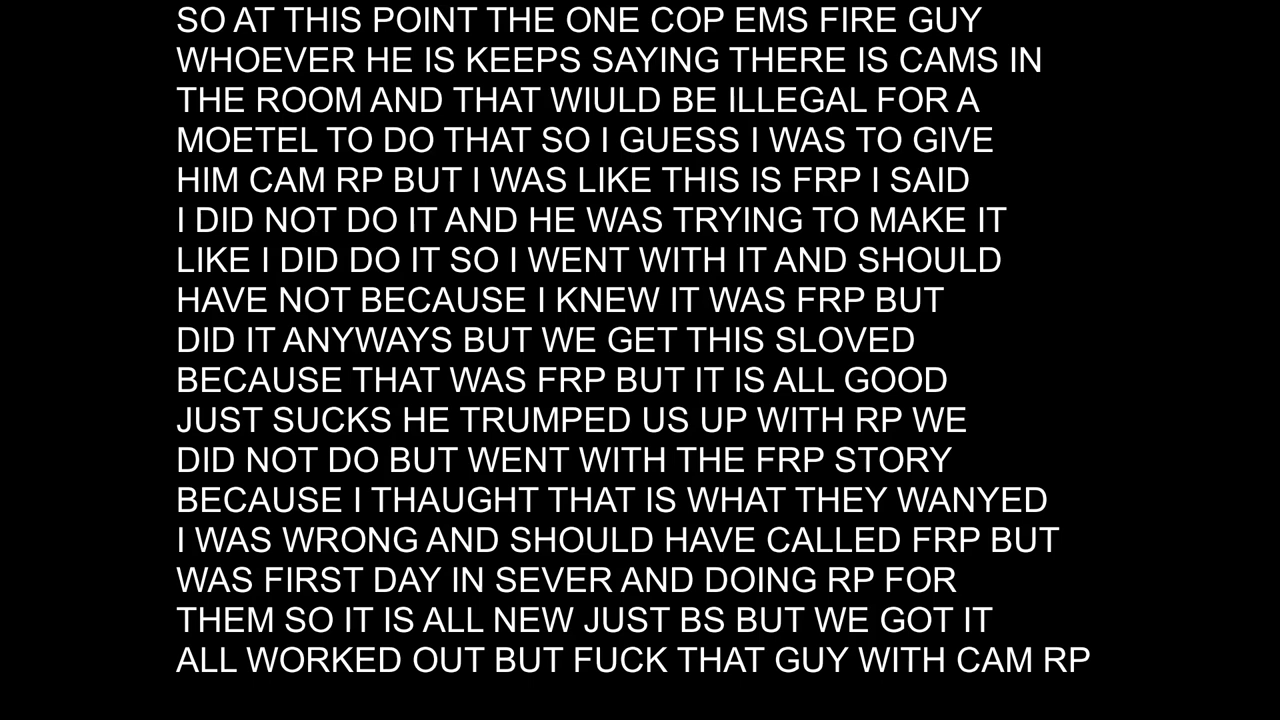 SO AT THIS POINT THE ONE COP EMS FIRE GUY
WHOEVER HE IS KEEPS SAYING THERE IS CAMS IN
THE ROOM AND THAT WIULD BE ILLEGAL FOR A
MOETEL TO DO THAT SO I GUESS I WAS TO GIVE
HIM CAM RP BUT I WAS LIKE THIS IS FRP I SAID
I DID NOT DO IT AND HE WAS TRYING TO MAKE IT
LIKE I DID DO IT SO I WENT WITH IT AND SHOULD
HAVE NOT BECAUSE I KNEW IT WAS FRP BUT
DID IT ANYWAYS BUT WE GET THIS SLOVED
BECAUSE THAT WAS FRP BUT IT IS ALL GOOD
JUST SUCKS HE TRUMPED US UP WITH RP WE
DID NOT DO BUT WENT WITH THE FRP STORY
BECAUSE I THAUGHT THAT IS WHAT THEY WANYED
I WAS WRONG AND SHOULD HAVE CALLED FRP BUT
WAS FIRST DAY IN SEVER AND DOING RP FOR
THEM SO IT IS ALL NEW JUST BS BUT WE GOT IT
ALL WORKED OUT BUT FUCK THAT GUY WITH CAM RP